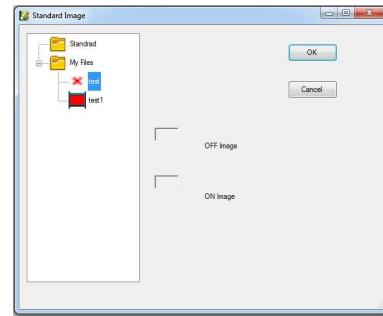 Standard Image
Standrad
My Files
test
test1
OK
Cancel
OFF Image
ON Image